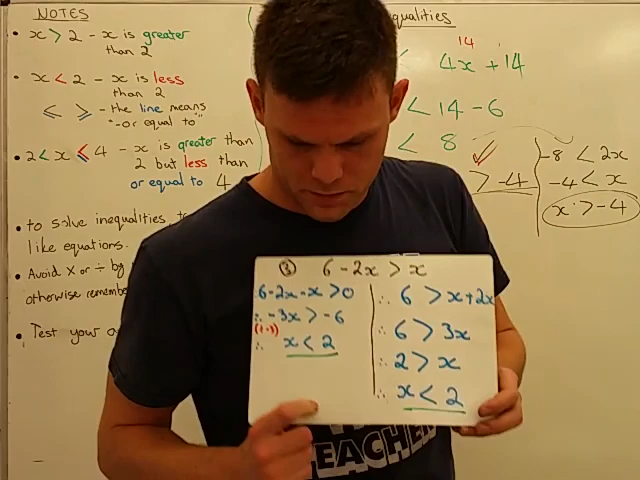 NOTES
• x > 2 - x is greater
than 2
• x < 2 - x is less
than 2
≤ ≥ - the line means
"-or equal to"
• 2 < x ≤ 4 - x is greater than
2 but less than
or equal to 4
• to solve inequalities
like equations.
• Avoid × or ÷ by
otherwise
• Test your
qualities
14
< 4x + 14
< 14 - 6
< 8
✓
> -4
-8 < 2x
-4 < x
x > -4
③ 6 - 2x > x
6 - 2x - x > 0
∴ -3x > -6
(÷-3)
∴ x < 2
∴ 6 > x + 2x
∴ 6 > 3x
∴ 2 > x
∴ x < 2
TEACHER